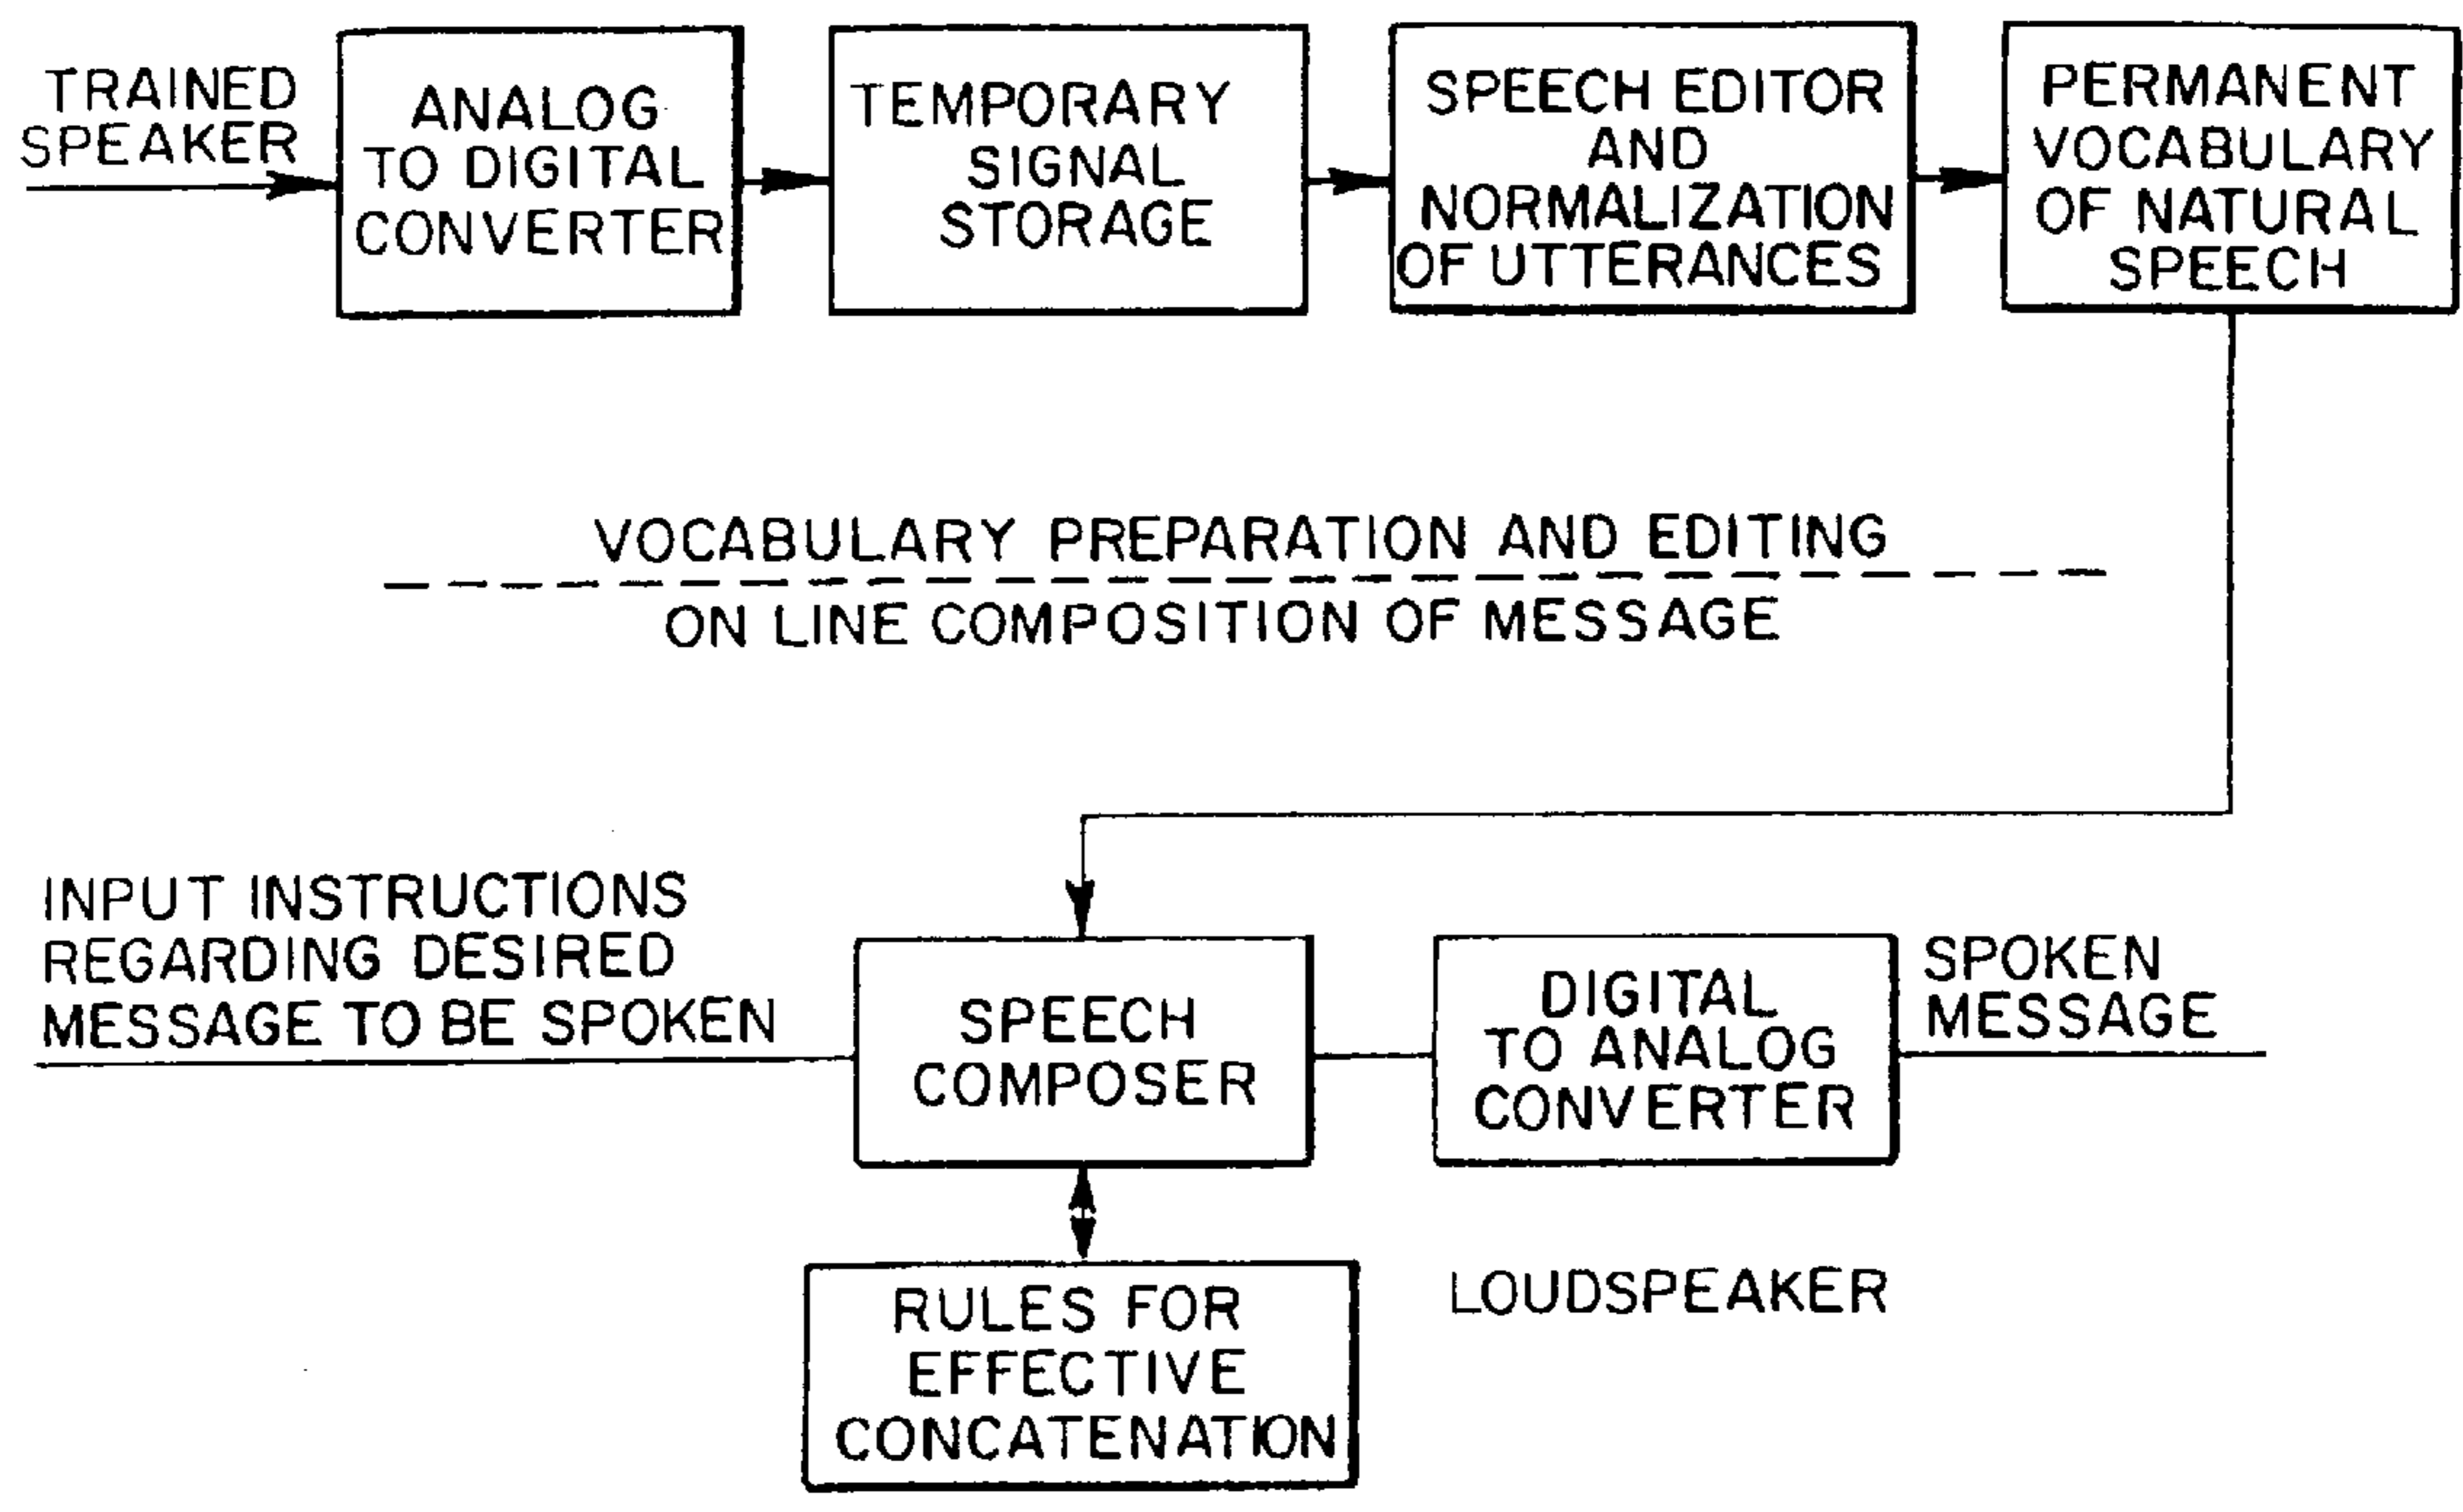 TRAINED
SPEAKER
ANALOG
TO DIGITAL
CONVERTER
TEMPORARY
SIGNAL
STORAGE
SPEECH EDITOR
AND
NORMALIZATION
OF UTTERANCES
PERMANENT
VOCABULARY
OF NATURAL
SPEECH
VOCABULARY PREPARATION AND EDITING
ON LINE COMPOSITION OF MESSAGE
INPUT INSTRUCTIONS
REGARDING DESIRED
MESSAGE TO BE SPOKEN
SPEECH
COMPOSER
DIGITAL
TO ANALOG
CONVERTER
SPOKEN
MESSAGE
RULES FOR
EFFECTIVE
CONCATENATION
LOUDSPEAKER